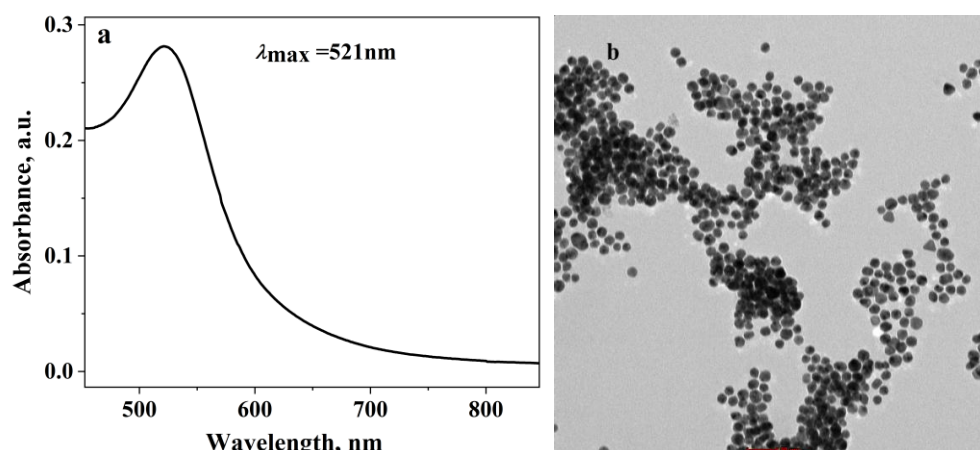 a
λmax =521nm
0.3
0.2
0.1
0.0
Absorbance, a.u.
500 600 700 800
Wavelength, nm
b